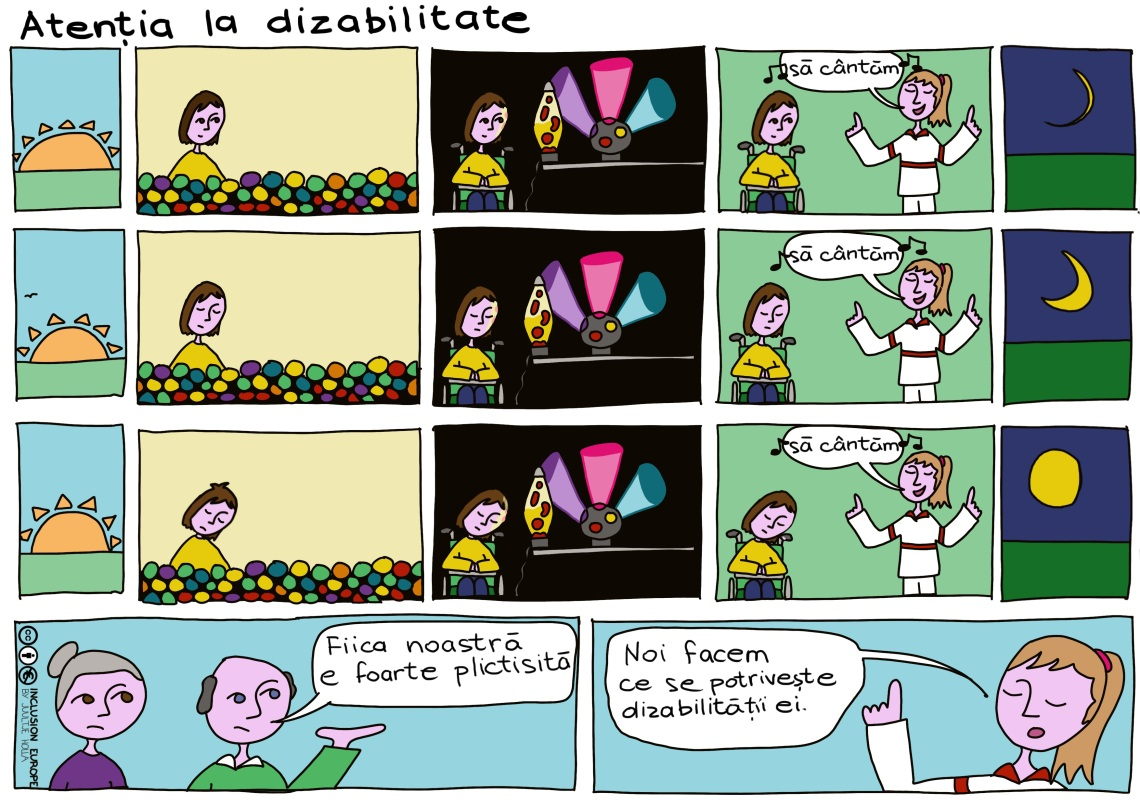 Atenția la dizabilitate
să cântăm
să cântăm
să cântăm
Fiica noastră
e foarte plictisită
Noi facem
ce se potrivește
dizabilității ei.
cc
INCLUSION EUROPE